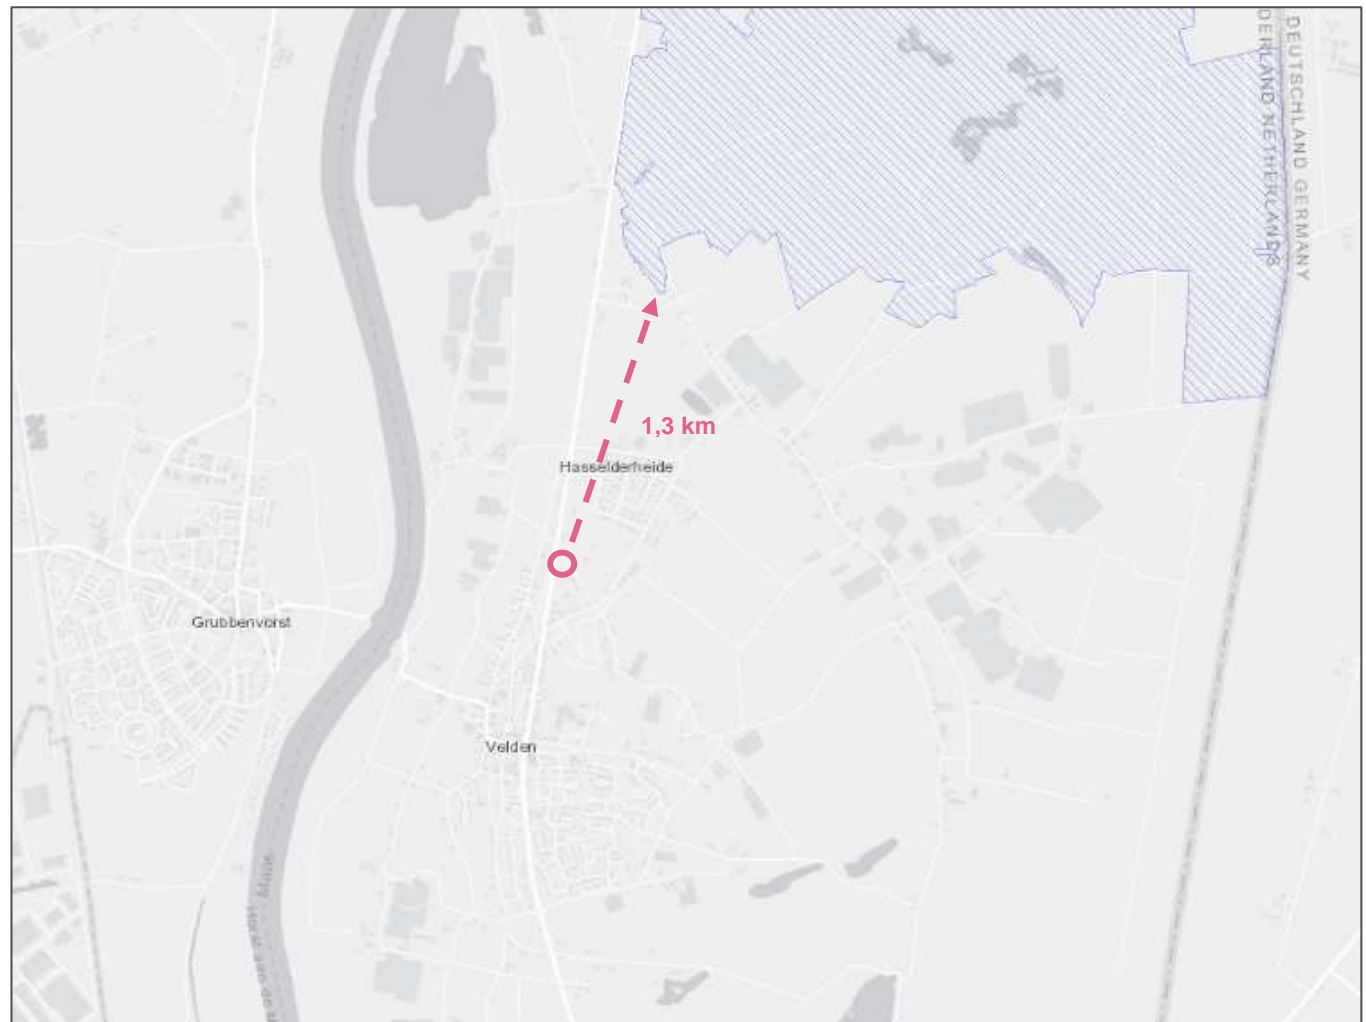 DEUTSCHLAND GERMANY
DERLAND NETHERLANDS
1,3 km
Hasselderheide
Grubbenvorst
Velden
Maas